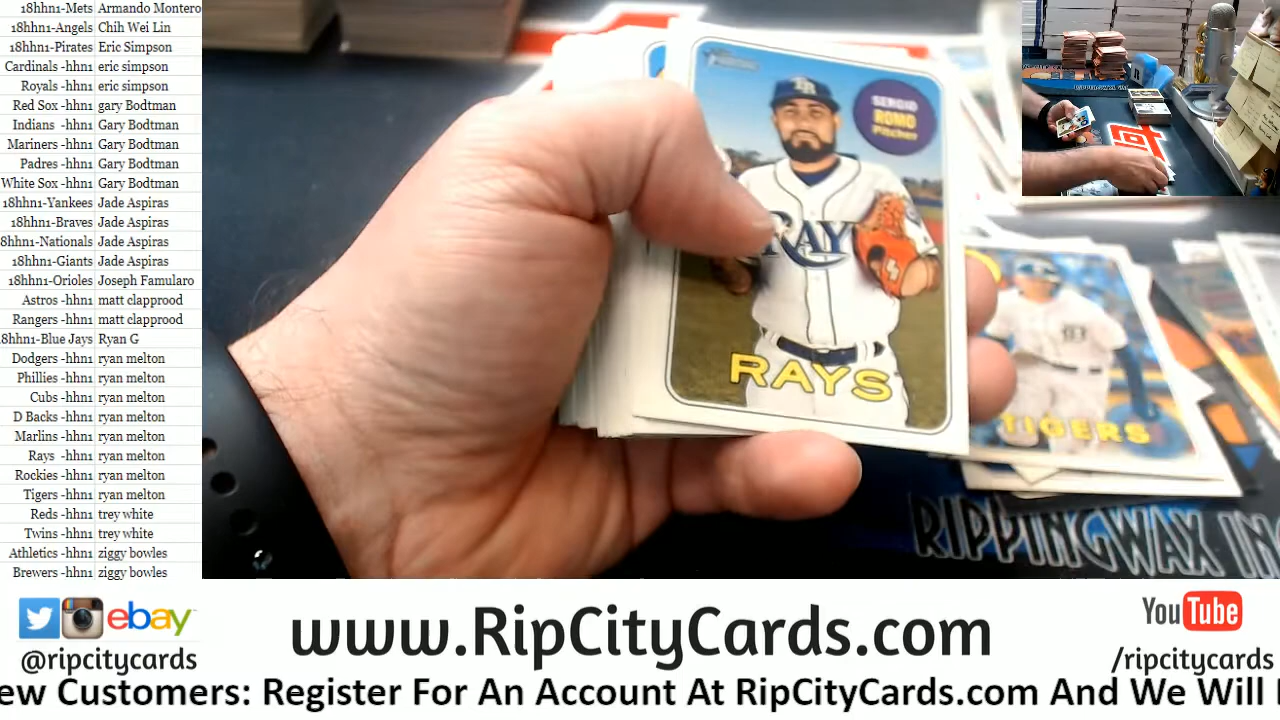 18hhn1-Mets Armando Montero
18hhn1-Angels Chih Wei Lin
18hhn1-Pirates Eric Simpson
Cardinals -hhn1 eric simpson
Royals -hhn1 eric simpson
Red Sox -hhn1 gary Bodtman
Indians -hhn1 Gary Bodtman
Mariners -hhn1 Gary Bodtman
Padres -hhn1 Gary Bodtman
White Sox -hhn1 Gary Bodtman
18hhn1-Yankees Jade Aspiras
18hhn1-Braves Jade Aspiras
8hhn1-Nationals Jade Aspiras
18hhn1-Giants Jade Aspiras
18hhn1-Orioles Joseph Famularo
Astros -hhn1 matt clapprood
Rangers -hhn1 matt clapprood
8hhn1-Blue Jays Ryan G
Dodgers -hhn1 ryan melton
Phillies -hhn1 ryan melton
Cubs -hhn1 ryan melton
D Backs -hhn1 ryan melton
Marlins -hhn1 ryan melton
Rays -hhn1 ryan melton
Rockies -hhn1 ryan melton
Tigers -hhn1 ryan melton
Reds -hhn1 trey white
Twins -hhn1 trey white
Athletics -hhn1 ziggy bowles
Brewers -hhn1 ziggy bowles
SERGIO
ROMO
Pitcher
RAY
RAYS
TIGERS
RIPPINGWAX IN
ebay
@ripcitycards
www.RipCityCards.com
YouTube
/ripcitycards
ew Customers: Register For An Account At RipCityCards.com And We Will